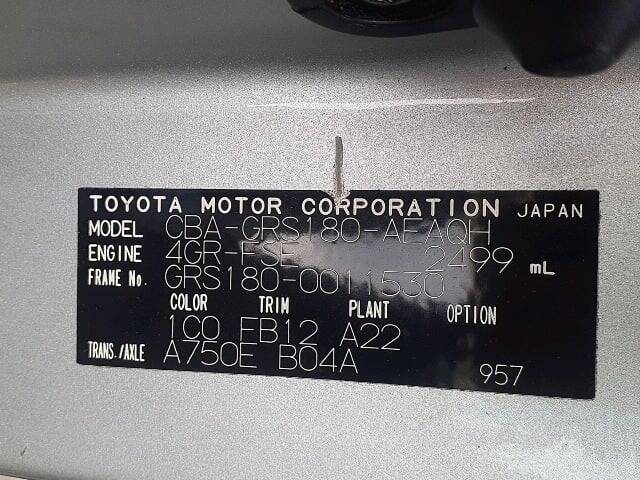 TOYOTA MOTOR CORPORATION JAPAN
MODEL CBA-GRS180-AEAQH
ENGINE 4GR-FSE 2499 mL
FRAME No. GRS180-0011530
COLOR TRIM PLANT OPTION
1C0 FB12 A22
TRANS./AXLE A750E B04A 957